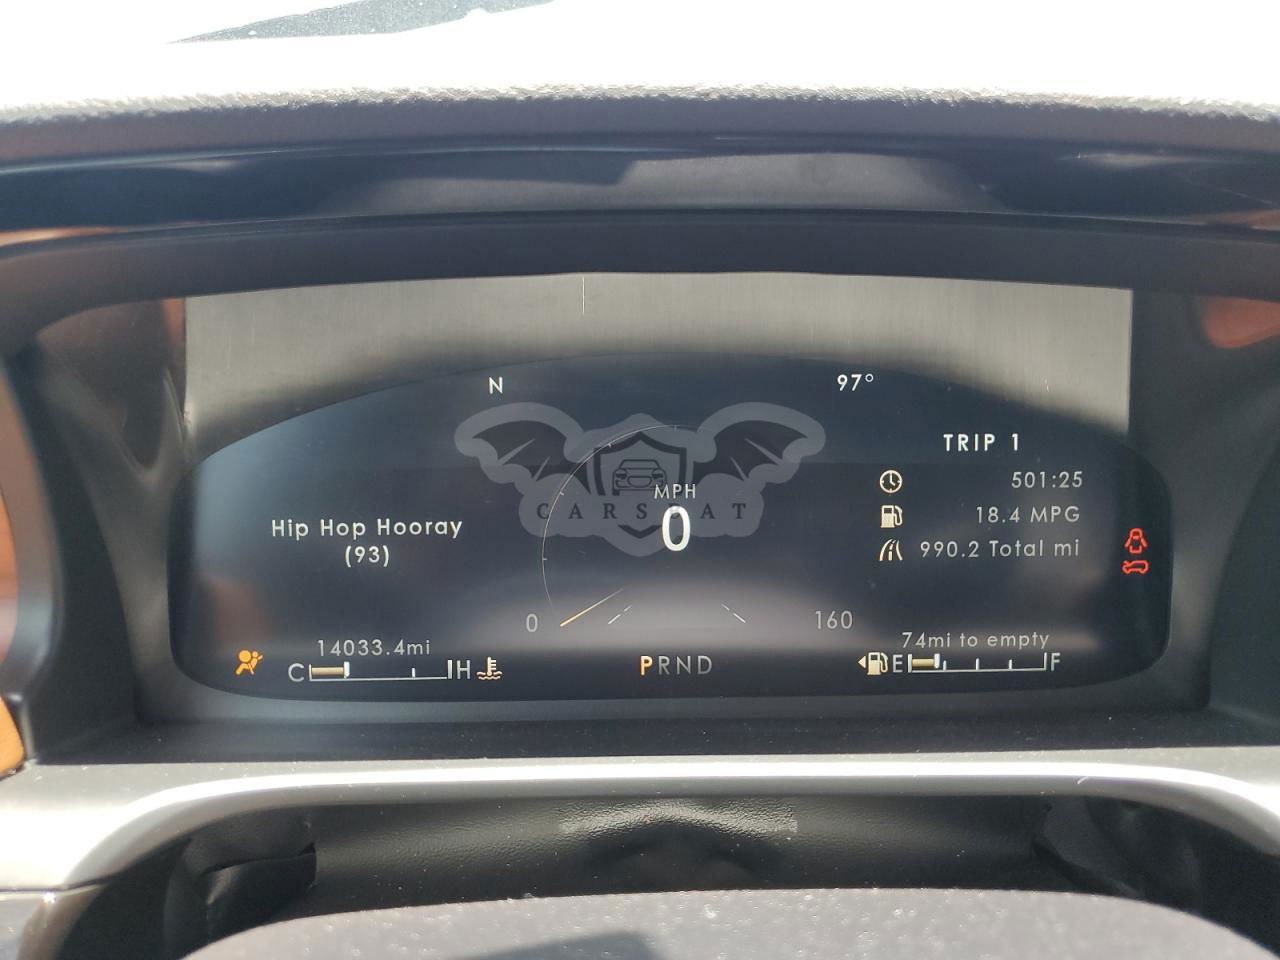 N
97°
TRIP 1
501:25
18.4 MPG
990.2 Total mi
Hip Hop Hooray
(93)
MPH
0
CARSBAT
0
160
14033.4mi
C H
PRND
74mi to empty
E F